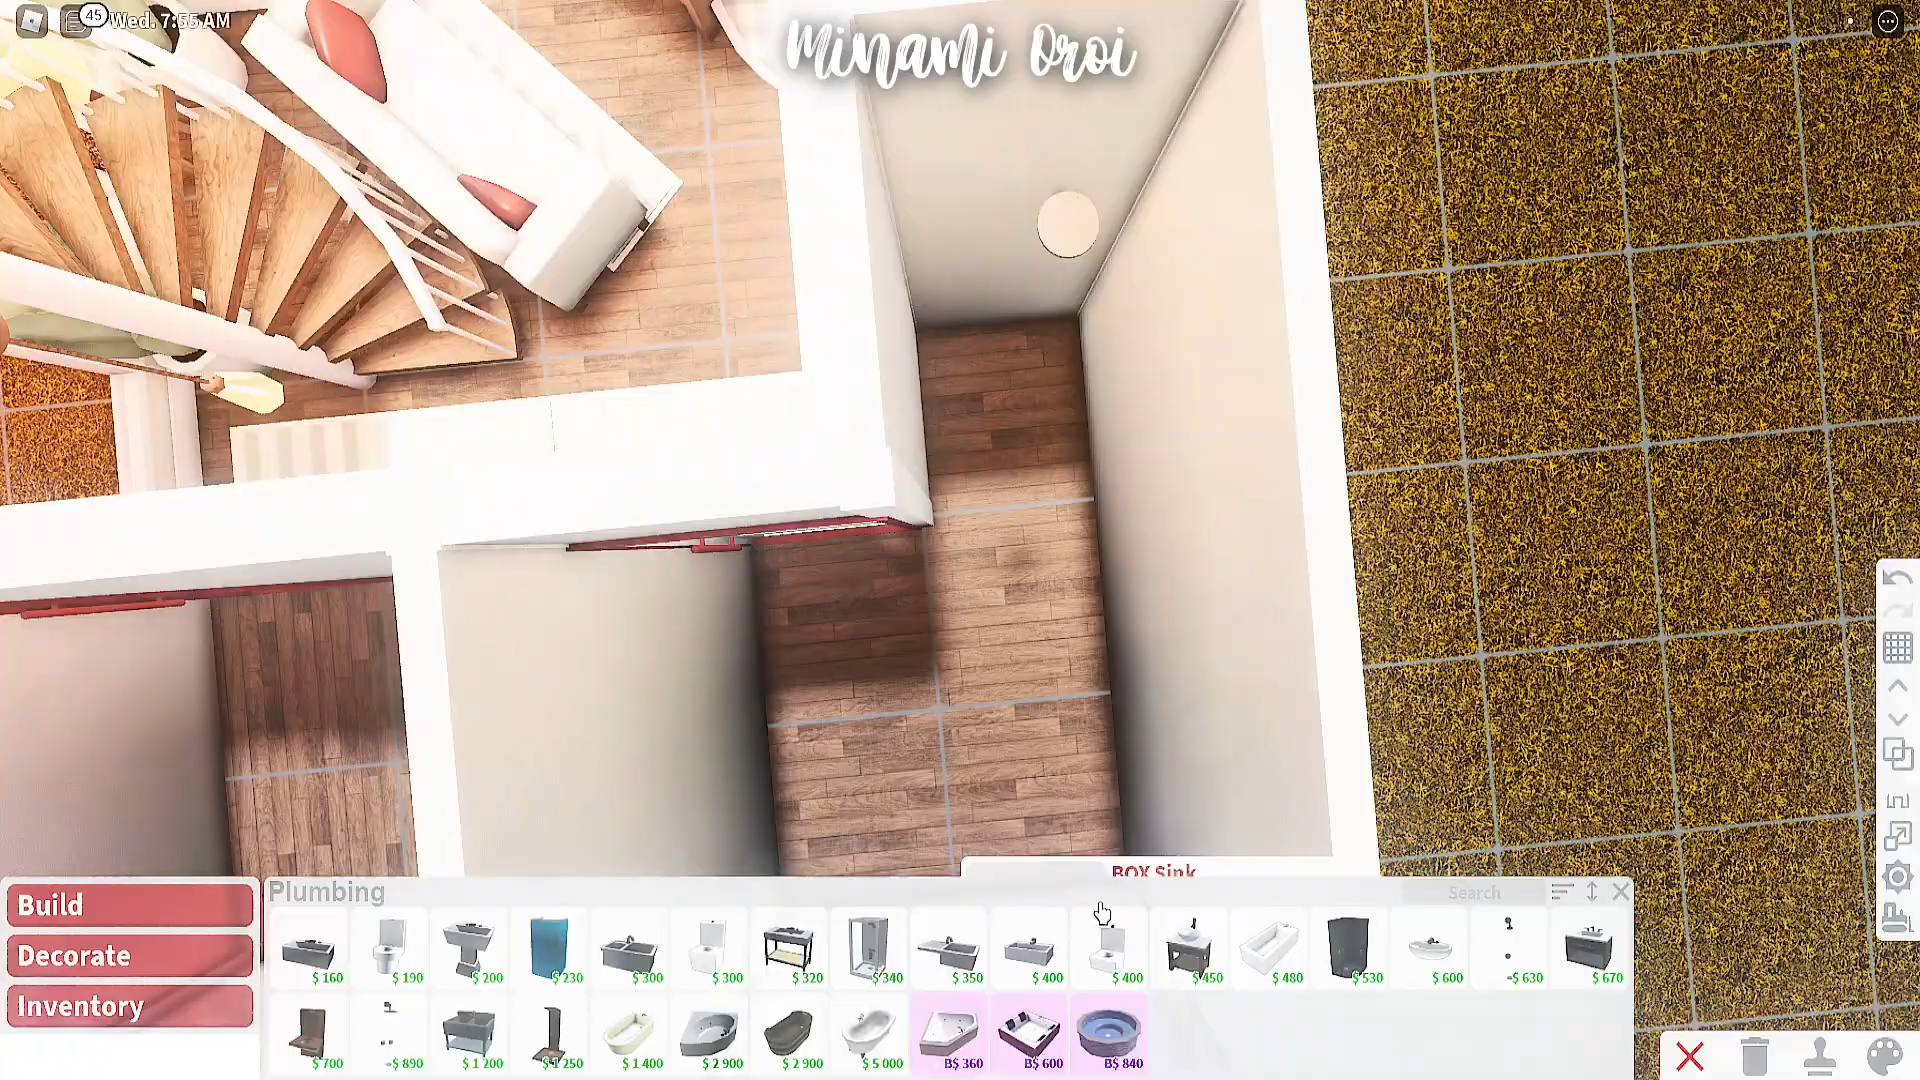 45 Wed. 7:55 AM
Minami Oroi
BOX Sink
Build
Decorate
Inventory
Plumbing
Search
$ 160 $ 190 $ 200 $ 230 $ 300 $ 300 $ 320 $ 340 $ 350 $ 400 $ 400 $ 450 $ 480 $ 530 $ 600 $ 630 $ 670
$ 700 $ 890 $ 1 200 $ 1 250 $ 1 400 $ 2 900 $ 2 900 $ 5 000 B$ 360 B$ 600 B$ 840